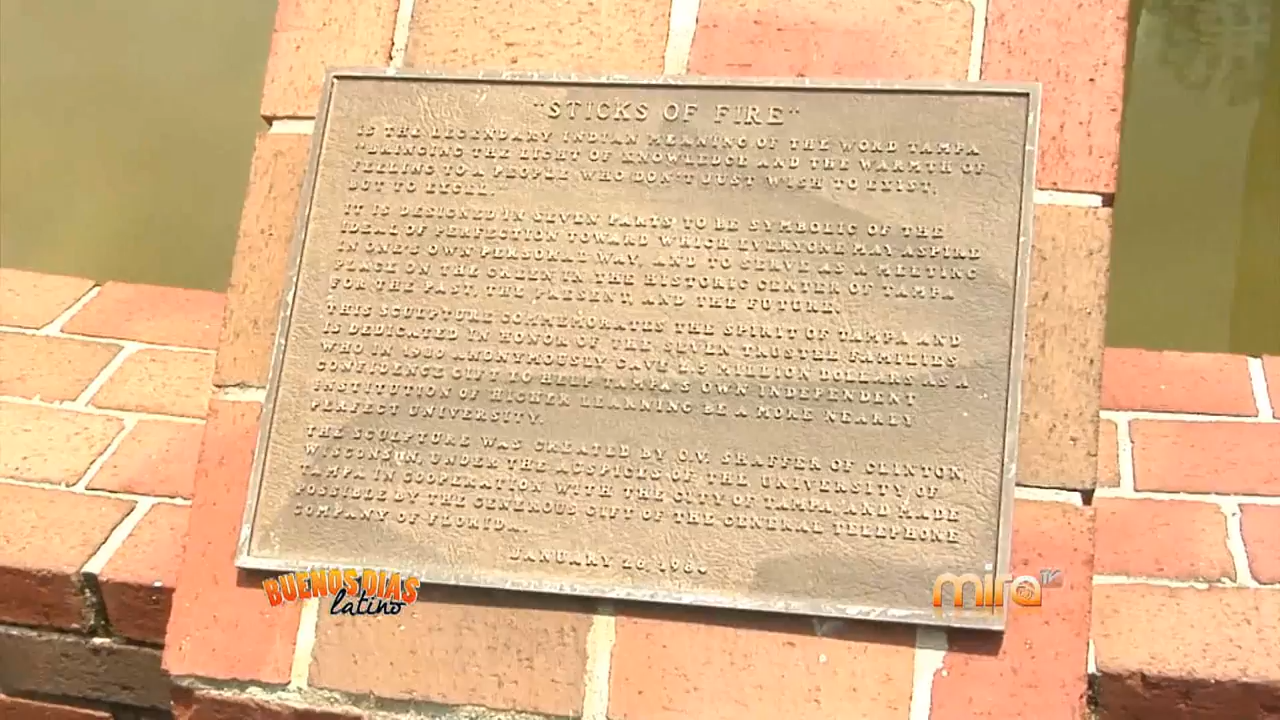 "STICKS OF FIRE"
IS THE LEGENDARY INDIAN MEANING OF THE WORD TAMPA
"BRINGING THE LIGHT OF KNOWLEDGE AND THE WARMTH OF
FEELING TO A PEOPLE WHO DON'T JUST WISH TO EXIST,
BUT TO EXCEL."
IT IS DESIGNED IN SEVEN PARTS TO BE SYMBOLIC OF THE
IDEAL OF PERFECTION TOWARD WHICH EVERYONE MAY ASPIRE
IN ONE'S OWN PERSONAL WAY, AND TO SERVE AS A MEETING
PLACE ON THE GREEN IN THE HISTORIC CENTER OF TAMPA
FOR THE PAST, THE PRESENT, AND THE FUTURE.
THIS SCULPTURE COMMEMORATES THE SPIRIT OF TAMPA AND
IS DEDICATED IN HONOR OF THE SEVEN TRUSTEE FAMILIES
WHO IN 1980 ANONYMOUSLY GAVE MILLION DOLLARS AS A
CONFIDENCE GIFT TO HELP TAMPA'S OWN INDEPENDENT
INSTITUTION OF HIGHER LEARNING BE A MORE NEARLY
PERFECT UNIVERSITY.
THE SCULPTURE WAS CREATED BY O.V. SHAFFER OF CLINTON,
WISCONSIN, UNDER THE AUSPICES OF THE UNIVERSITY OF
TAMPA IN COOPERATION WITH THE CITY OF TAMPA, AND MADE
POSSIBLE BY THE GENEROUS GIFT OF THE GENERAL TELEPHONE
COMPANY OF FLORIDA.
JANUARY 26,
BUENOS DIAS
latino
mira TV